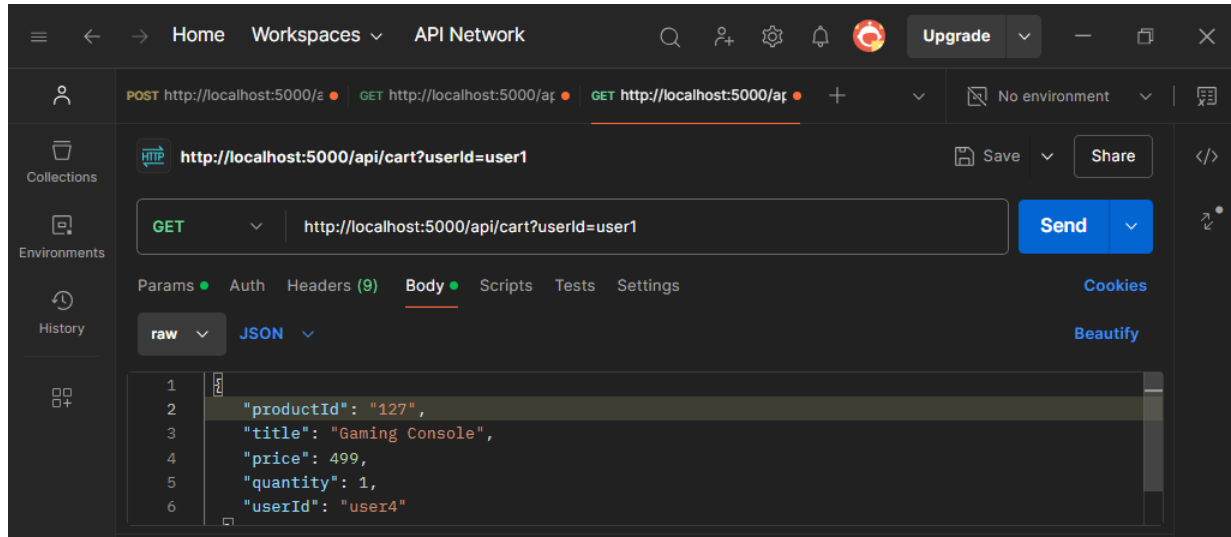 Home Workspaces API Network Upgrade
POST http://localhost:5000/a GET http://localhost:5000/ap GET http://localhost:5000/ap No environment
HTTP http://localhost:5000/api/cart?userId=user1 Save Share
Collections
GET http://localhost:5000/api/cart?userId=user1 Send
Environments
Params Auth Headers (9) Body Scripts Tests Settings Cookies
History
raw JSON Beautify
1 {
2 "productId": "127",
3 "title": "Gaming Console",
4 "price": 499,
5 "quantity": 1,
6 "userId": "user4"